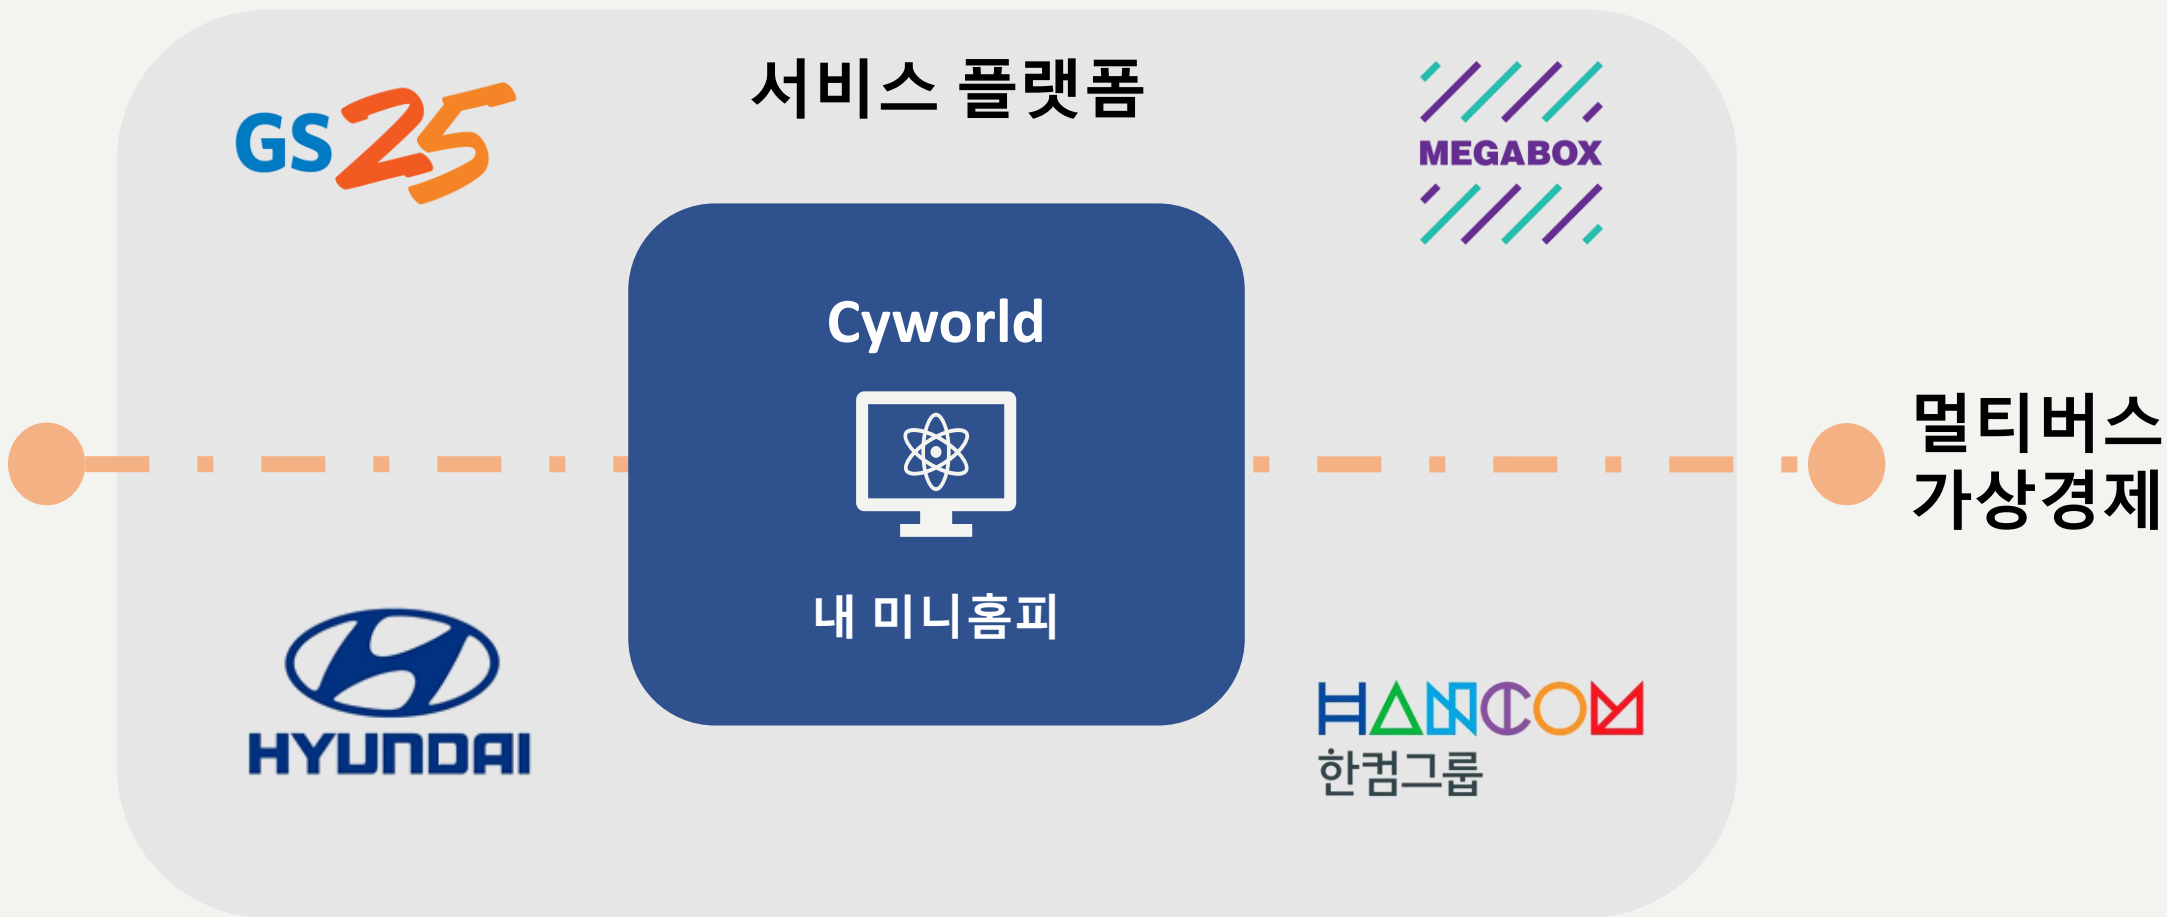 서비스 플랫폼
GS25
MEGABOX
Cyworld
내 미니홈피
멀티버스
가상경제
HYUNDAI
HANCOM
한컴그룹